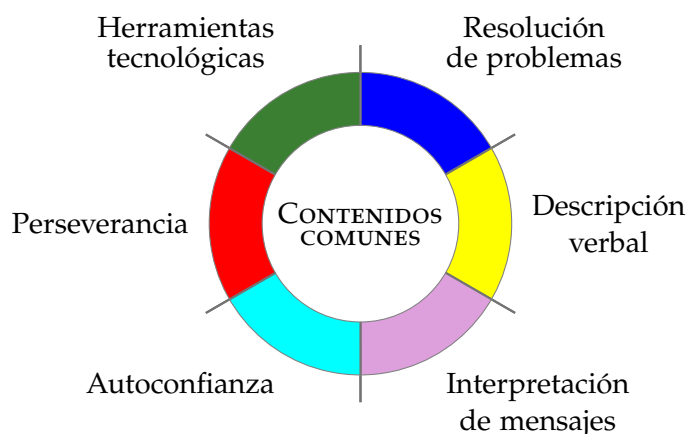 Herramientas
tecnológicas
Resolución
de problemas
Perseverancia
CONTENIDOS
COMUNES
Descripción
verbal
Autoconfianza
Interpretación
de mensajes